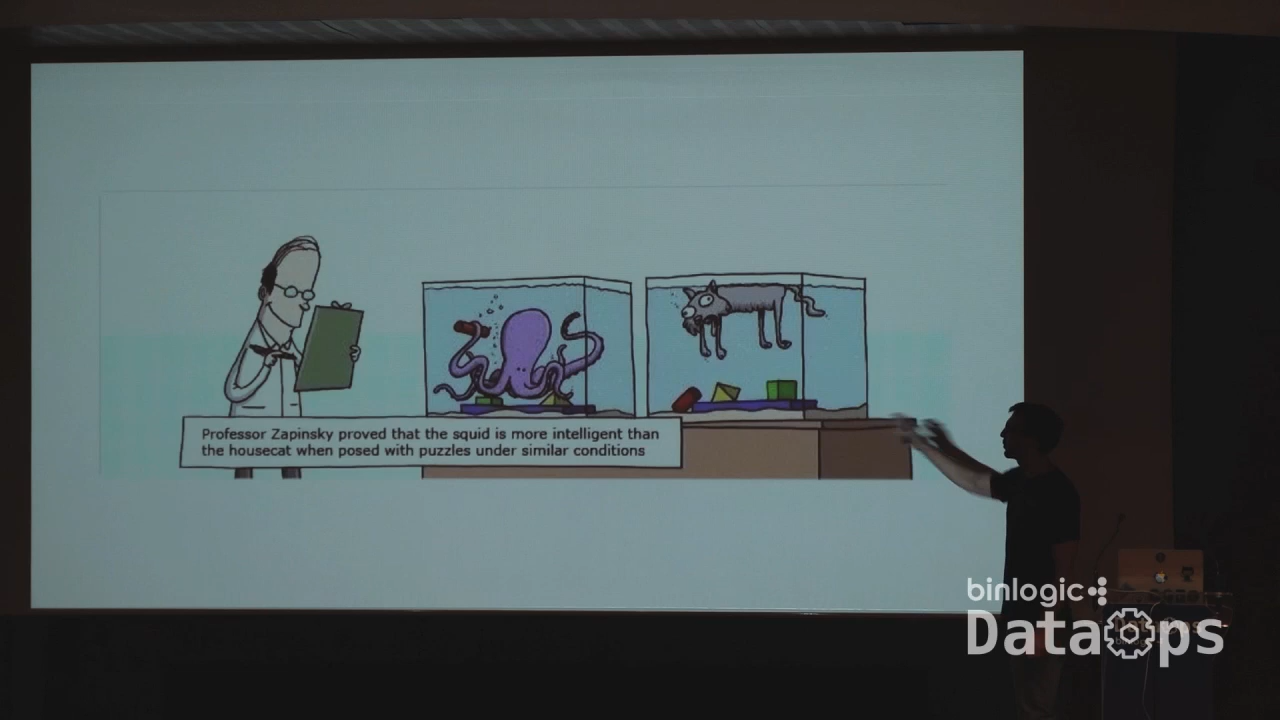 Professor Zapinsky proved that the squid is more intelligent than
the housecat when posed with puzzles under similar conditions
binlogic
DataOps